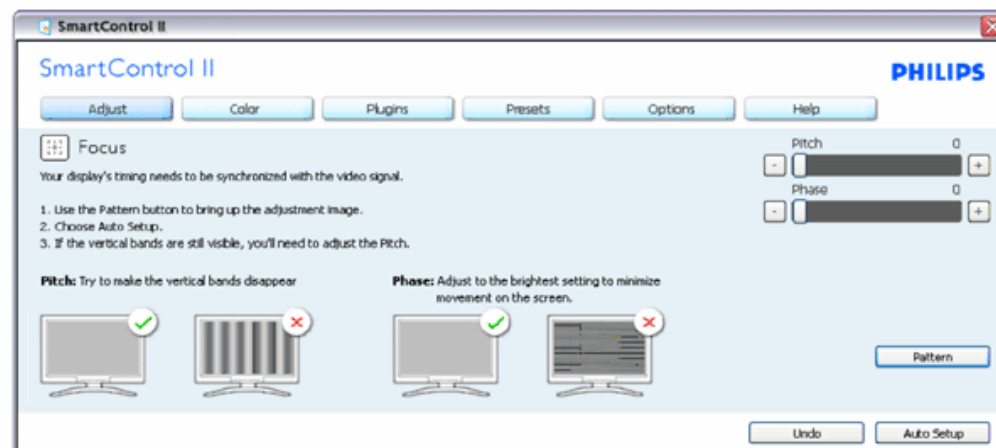 SmartControl II
SmartControl II
PHILIPS
Adjust Color Plugins Presets Options Help
Focus
Your display's timing needs to be synchronized with the video signal.
1. Use the Pattern button to bring up the adjustment image.
2. Choose Auto Setup.
3. If the vertical bands are still visible, you'll need to adjust the Pitch.
Pitch 0
- +
Phase 0
- +
Pitch: Try to make the vertical bands disappear
Phase: Adjust to the brightest setting to minimize
movement on the screen.
Pattern
Undo Auto Setup